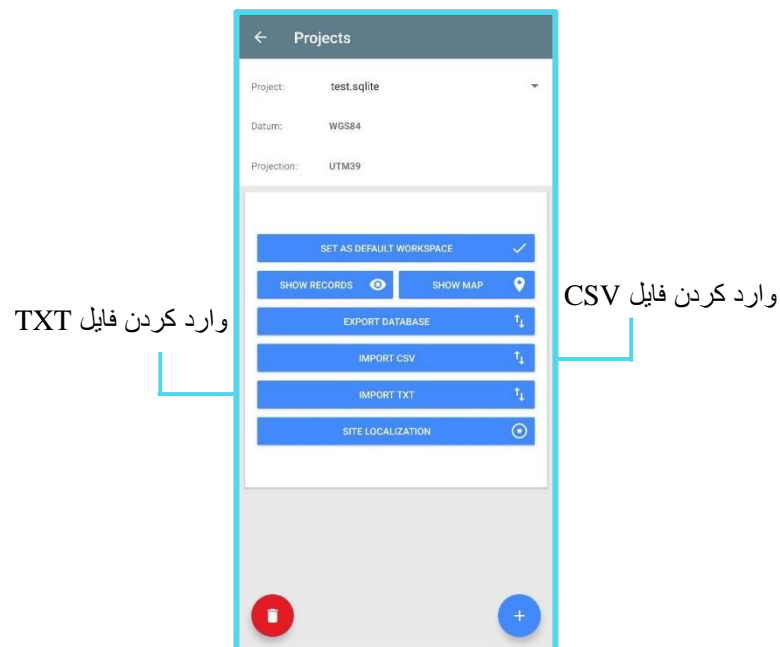 Projects
Project: test.sqlite
Datum: WGS84
Projection: UTM39
SET AS DEFAULT WORKSPACE
SHOW RECORDS SHOW MAP
EXPORT DATABASE
IMPORT CSV
IMPORT TXT
SITE LOCALIZATION
وارد کردن فایل CSV
وارد کردن فایل TXT